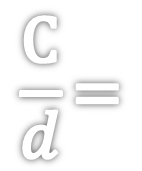 C
— =
d